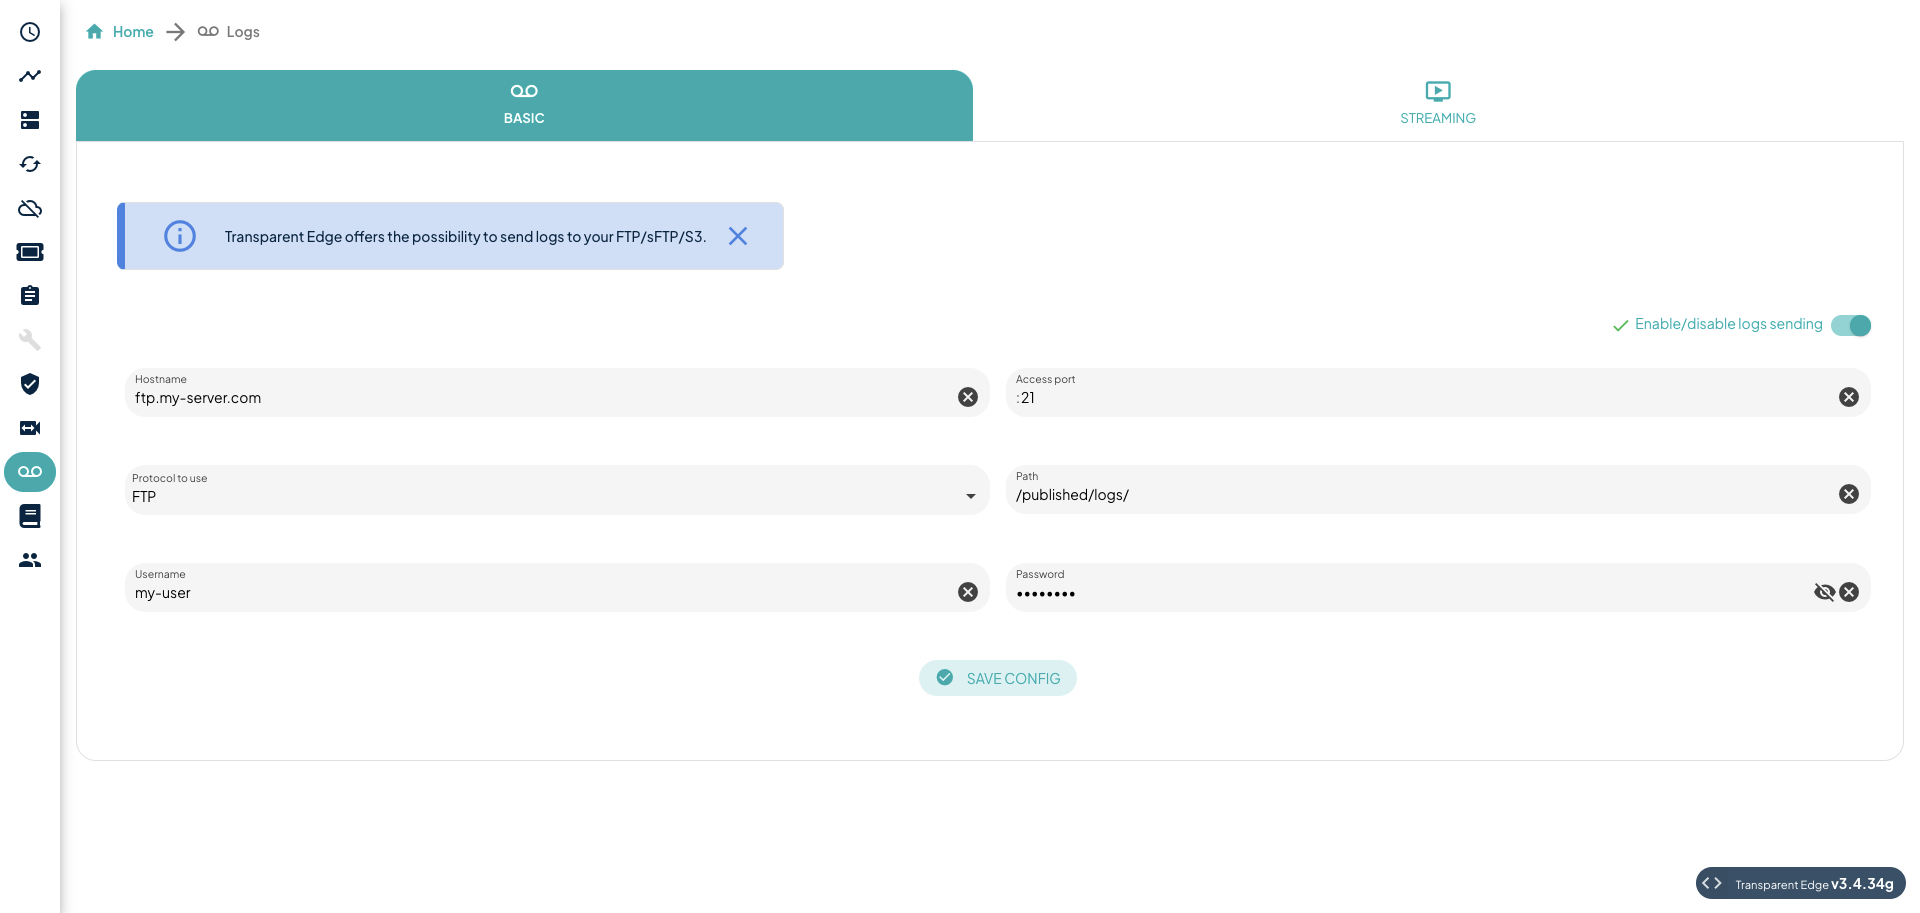 Home
Logs
BASIC
STREAMING
Transparent Edge offers the possibility to send logs to your FTP/sFTP/S3.
Enable/disable logs sending
Hostname
ftp.my-server.com
Access port
:21
Protocol to use
FTP
Path
/published/logs/
Username
my-user
Password
••••••••
SAVE CONFIG
Transparent Edge v3.4.34g